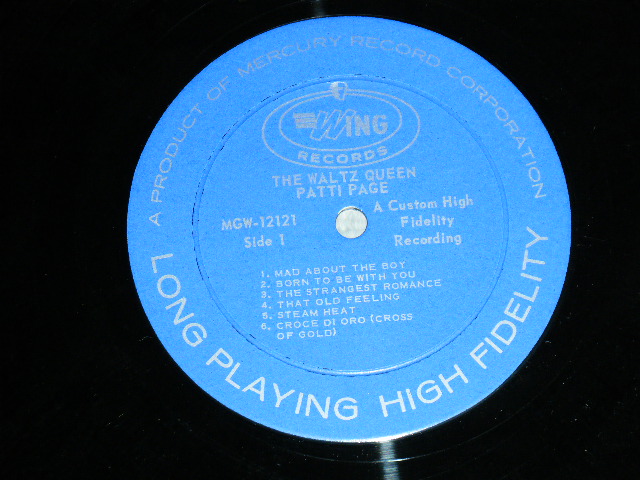 A PRODUCT OF MERCURY RECORD CORPORATION
WING
RECORDS
THE WALTZ QUEEN
PATTI PAGE
MGW-12121
Side 1
A Custom High
Fidelity
Recording
1. MAD ABOUT THE BOY
2. BORN TO BE WITH YOU
3. THE STRANGEST ROMANCE
4. THAT OLD FEELING
5. STEAM HEAT
6. CROCE DI ORO (CROSS
OF GOLD)
LONG PLAYING HIGH FIDELITY